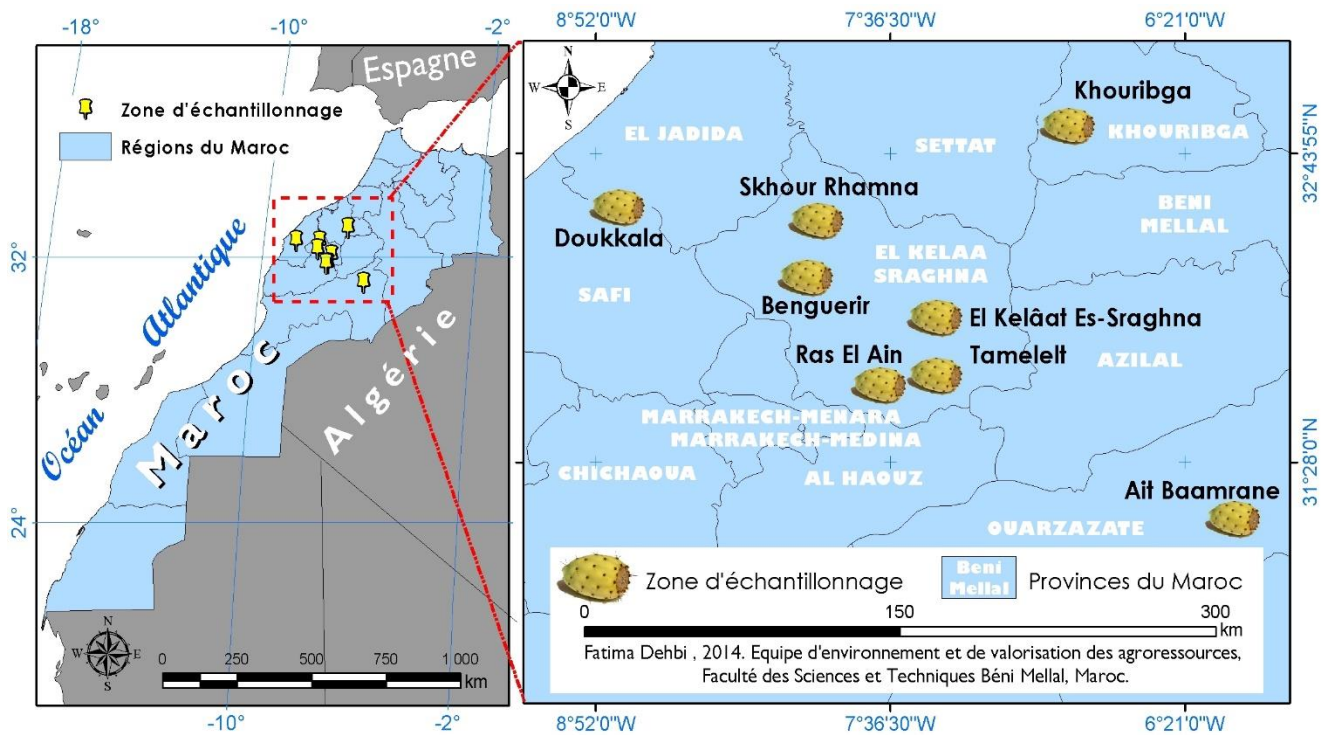 -18
-10
-2
Espagne
Zone d'échantillonnage
Régions du Maroc
32°
24°
Océan
Atlantique
Maroc
Algérie
N
W
E
S
0
250
500
750
1 000
km
-10
-2
8°52'0"W
7°36'30"W
6°21'0"W
N
W
E
S
Khouribga
EL JADIDA
SETTAT
KHOURIBGA
32°43'55"N
Skhour Rhamna
BENI
MELLAL
Doukkala
EL KELAA
SRAGHNA
SAFI
Benguerir
El Kelâat Es-Sraghna
Ras El Ain
Tamelelt
AZILAL
MARRAKECH-MENARA
MARRAKECH-MEDINA
CHICHAOUA
AL HAOUZ
31°28'0"N
Ait Baamrane
OUARZAZATE
Zone d'échantillonnage
Beni
Mellal
Provinces du Maroc
0
150
300
km
Fatima Dehbi , 2014. Equipe d'environnement et de valorisation des agroressources,
Faculté des Sciences et Techniques Béni Mellal, Maroc.
8°52'0"W
7°36'30"W
6°21'0"W